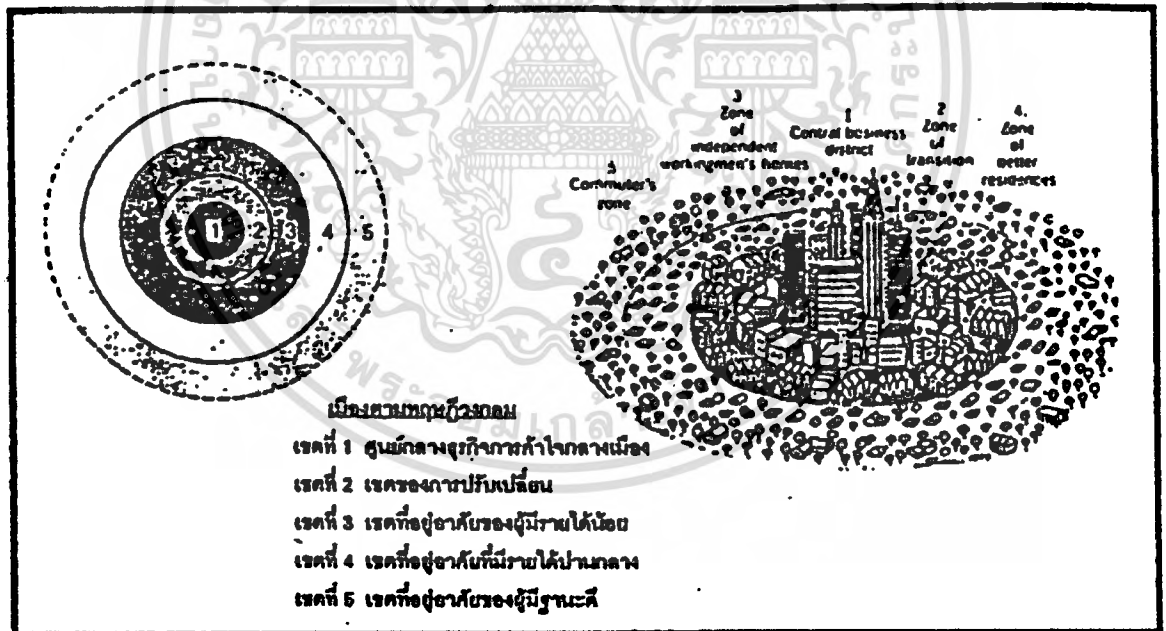 1 2 3 4 5
3
Zone
of
independent
workingmen's homes
1
Central business
district
2
Zone
of
transition
4.
Zone
of
better
residences
5
Commuter's
zone
เมืองตามทฤษฎีวงกลม
เขตที่ 1 ศูนย์กลางธุรกิจการค้าใจกลางเมือง
เขตที่ 2 เขตของการปรับเปลี่ยน
เขตที่ 3 เขตที่อยู่อาศัยของผู้มีรายได้น้อย
เขตที่ 4 เขตที่อยู่อาศัยที่มีรายได้ปานกลาง
เขตที่ 5 เขตที่อยู่อาศัยของผู้มีฐานะดี